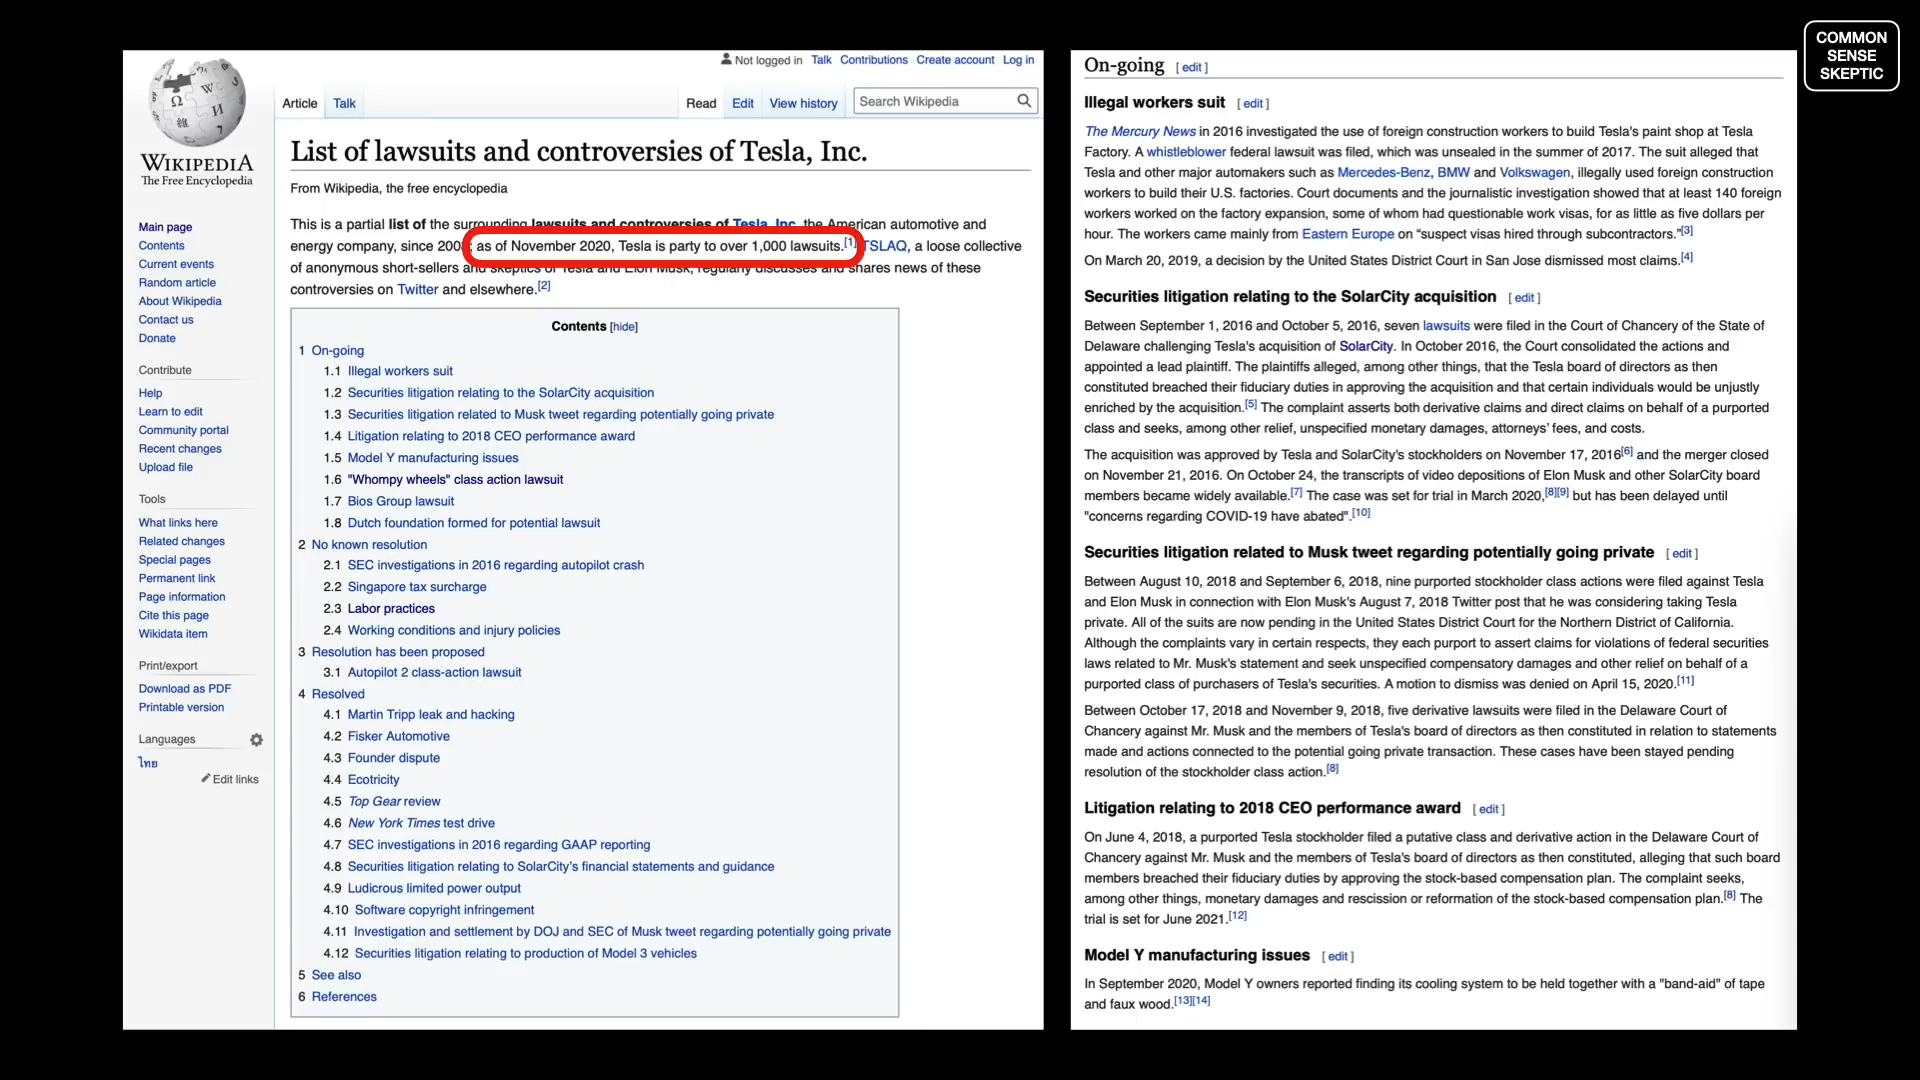 COMMON
SENSE
SKEPTIC
WIKIPEDIA
The Free Encyclopedia
Main page
Contents
Current events
Random article
About Wikipedia
Contact us
Donate
Contribute
Help
Learn to edit
Community portal
Recent changes
Upload file
Tools
What links here
Related changes
Special pages
Permanent link
Page information
Cite this page
Wikidata item
Print/export
Download as PDF
Printable version
Languages
ไทย
Edit links
Not logged in Talk Contributions Create account Log in
Article Talk Read Edit View history Search Wikipedia
List of lawsuits and controversies of Tesla, Inc.
From Wikipedia, the free encyclopedia
This is a partial list of the surrounding lawsuits and controversies of Tesla, Inc, the American automotive and
energy company, since 2008; as of November 2020, Tesla is party to over 1,000 lawsuits.[1] TSLAQ, a loose collective
of anonymous short-sellers and skeptics of Tesla and Elon Musk, regularly discusses and shares news of these
controversies on Twitter and elsewhere.[2]
Contents [hide]
1 On-going
1.1 Illegal workers suit
1.2 Securities litigation relating to the SolarCity acquisition
1.3 Securities litigation related to Musk tweet regarding potentially going private
1.4 Litigation relating to 2018 CEO performance award
1.5 Model Y manufacturing issues
1.6 "Whompy wheels" class action lawsuit
1.7 Bios Group lawsuit
1.8 Dutch foundation formed for potential lawsuit
2 No known resolution
2.1 SEC investigations in 2016 regarding autopilot crash
2.2 Singapore tax surcharge
2.3 Labor practices
2.4 Working conditions and injury policies
3 Resolution has been proposed
3.1 Autopilot 2 class-action lawsuit
4 Resolved
4.1 Martin Tripp leak and hacking
4.2 Fisker Automotive
4.3 Founder dispute
4.4 Ecotricity
4.5 Top Gear review
4.6 New York Times test drive
4.7 SEC investigations in 2016 regarding GAAP reporting
4.8 Securities litigation relating to SolarCity's financial statements and guidance
4.9 Ludicrous limited power output
4.10 Software copyright infringement
4.11 Investigation and settlement by DOJ and SEC of Musk tweet regarding potentially going private
4.12 Securities litigation relating to production of Model 3 vehicles
5 See also
6 References
On-going [ edit ]
Illegal workers suit [ edit ]
The Mercury News in 2016 investigated the use of foreign construction workers to build Tesla's paint shop at Tesla
Factory. A whistleblower federal lawsuit was filed, which was unsealed in the summer of 2017. The suit alleged that
Tesla and other major automakers such as Mercedes-Benz, BMW and Volkswagen, illegally used foreign construction
workers to build their U.S. factories. Court documents and the journalistic investigation showed that at least 140 foreign
workers worked on the factory expansion, some of whom had questionable work visas, for as little as five dollars per
hour. The workers came mainly from Eastern Europe on “suspect visas hired through subcontractors.”[3]
On March 20, 2019, a decision by the United States District Court in San Jose dismissed most claims.[4]
Securities litigation relating to the SolarCity acquisition [ edit ]
Between September 1, 2016 and October 5, 2016, seven lawsuits were filed in the Court of Chancery of the State of
Delaware challenging Tesla's acquisition of SolarCity. In October 2016, the Court consolidated the actions and
appointed a lead plaintiff. The plaintiffs alleged, among other things, that the Tesla board of directors as then
constituted breached their fiduciary duties in approving the acquisition and that certain individuals would be unjustly
enriched by the acquisition.[5] The complaint asserts both derivative claims and direct claims on behalf of a purported
class and seeks, among other relief, unspecified monetary damages, attorneys’ fees, and costs.
The acquisition was approved by Tesla and SolarCity's stockholders on November 17, 2016[6] and the merger closed
on November 21, 2016. On October 24, the transcripts of video depositions of Elon Musk and other SolarCity board
members became widely available.[7] The case was set for trial in March 2020,[8][9] but has been delayed until
"concerns regarding COVID-19 have abated".[10]
Securities litigation related to Musk tweet regarding potentially going private [ edit ]
Between August 10, 2018 and September 6, 2018, nine purported stockholder class actions were filed against Tesla
and Elon Musk in connection with Elon Musk's August 7, 2018 Twitter post that he was considering taking Tesla
private. All of the suits are now pending in the United States District Court for the Northern District of California.
Although the complaints vary in certain respects, they each purport to assert claims for violations of federal securities
laws related to Mr. Musk's statement and seek unspecified compensatory damages and other relief on behalf of a
purported class of purchasers of Tesla's securities. A motion to dismiss was denied on April 15, 2020.[11]
Between October 17, 2018 and November 9, 2018, five derivative lawsuits were filed in the Delaware Court of
Chancery against Mr. Musk and the members of Tesla's board of directors as then constituted in relation to statements
made and actions connected to the potential going private transaction. These cases have been stayed pending
resolution of the stockholder class action.[8]
Litigation relating to 2018 CEO performance award [ edit ]
On June 4, 2018, a purported Tesla stockholder filed a putative class and derivative action in the Delaware Court of
Chancery against Mr. Musk and the members of Tesla's board of directors as then constituted, alleging that such board
members breached their fiduciary duties by approving the stock-based compensation plan. The complaint seeks,
among other things, monetary damages and rescission or reformation of the stock-based compensation plan.[8] The
trial is set for June 2021.[12]
Model Y manufacturing issues [ edit ]
In September 2020, Model Y owners reported finding its cooling system to be held together with a "band-aid" of tape
and faux wood.[13][14]